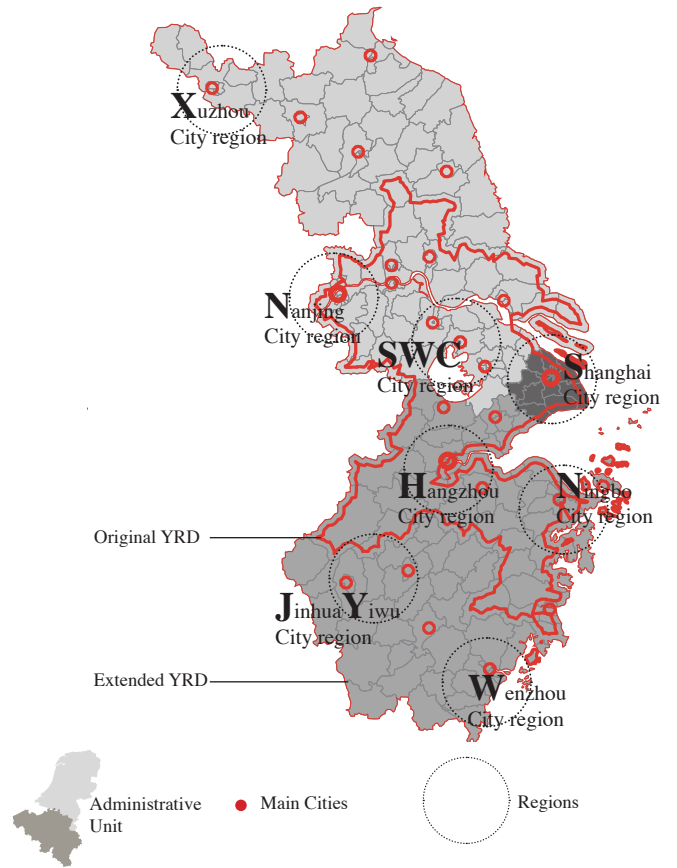 Xuzhou
City region
Nanjing
City region
SWC
City region
Shanghai
City region
Hangzhou
City region
Ningbo
City region
Original YRD
Jinhua Yiwu
City region
Extended YRD
Wenzhou
City region
Administrative
Unit
Main Cities
Regions